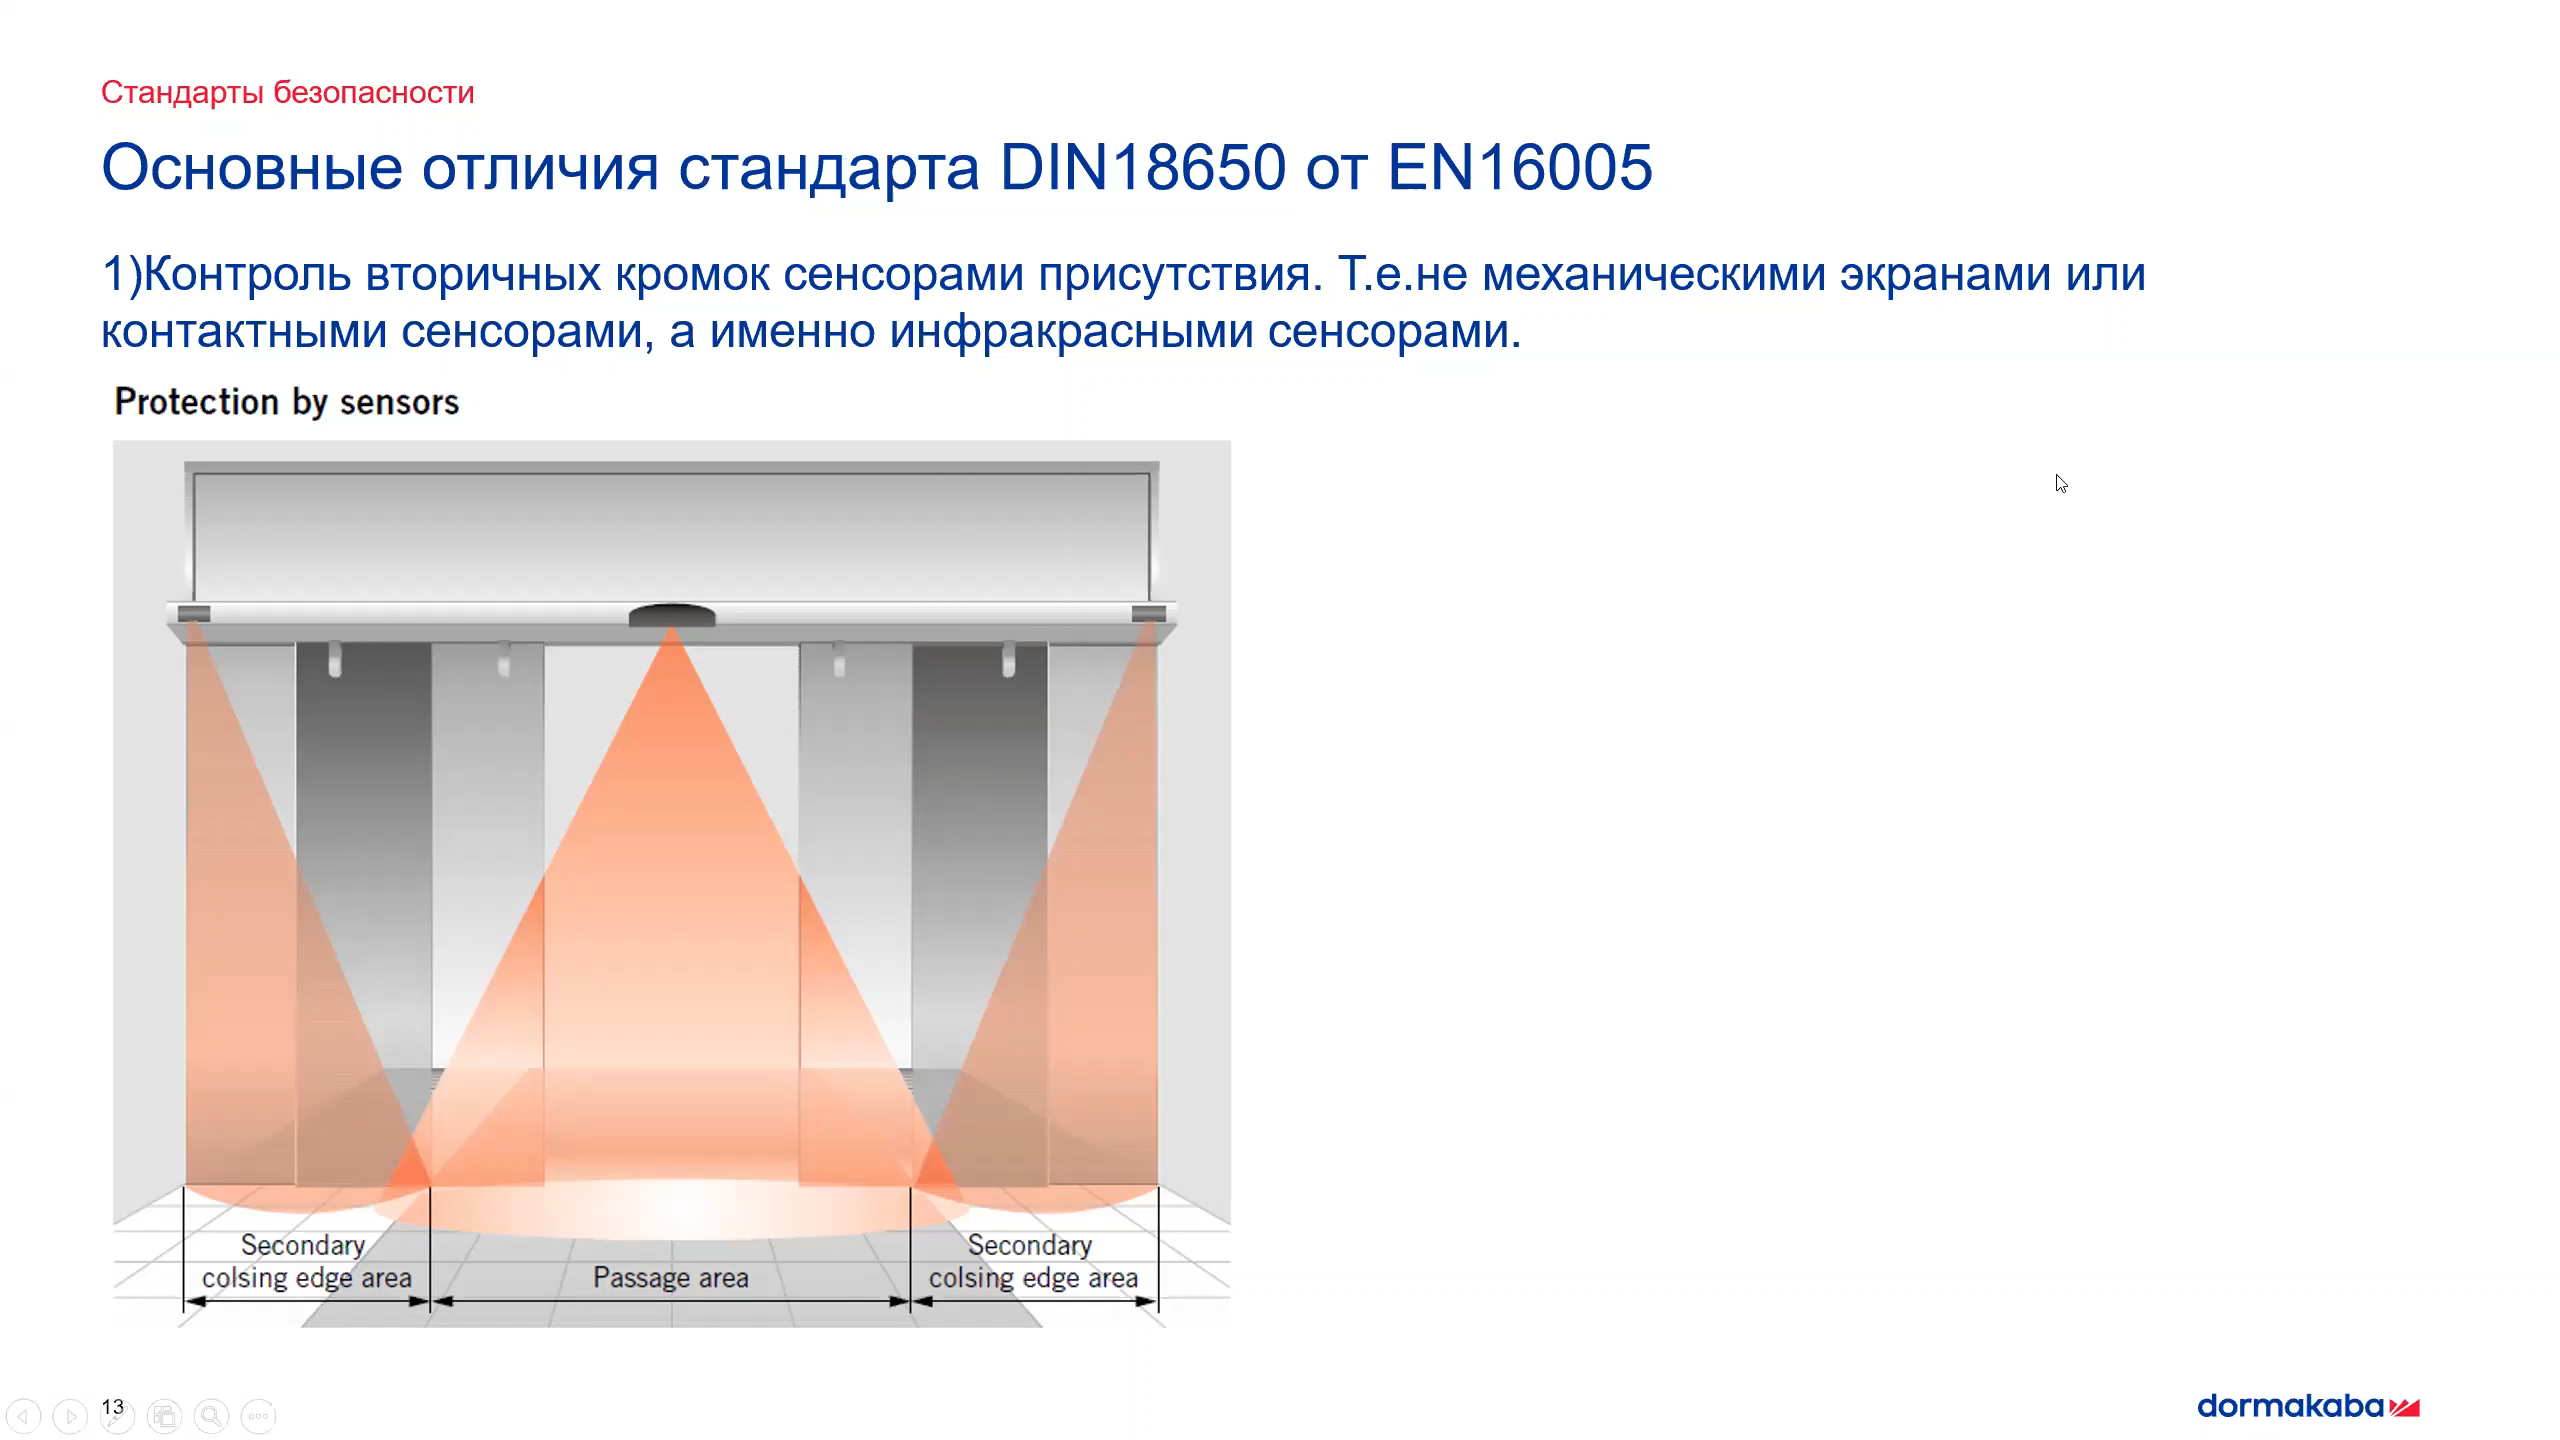 Стандарты безопасности
Основные отличия стандарта DIN18650 от EN16005
1)Контроль вторичных кромок сенсорами присутствия. Т.е.не механическими экранами или
контактными сенсорами, а именно инфракрасными сенсорами.
Protection by sensors
Secondary
colsing edge area
Passage area
Secondary
colsing edge area
13
dormakaba